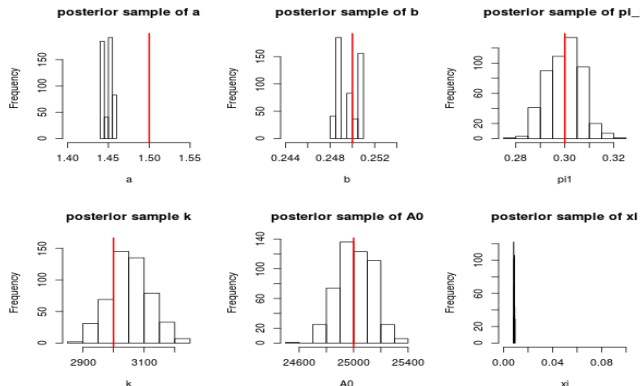 posterior sample of a
Frequency
0 50 100 150
1.40 1.45 1.50 1.55
a
posterior sample of b
Frequency
0 50 100 150
0.244 0.248 0.252
b
posterior sample of pi_
Frequency
0 50 100
0.28 0.30 0.32
pi1
posterior sample k
Frequency
0 50 100 150
2900 3100
k
posterior sample of A0
Frequency
0 20 60 100 140
24600 25000 25400
A0
posterior sample of xi
Frequency
0 20 60 100
0.00 0.04 0.08
xi